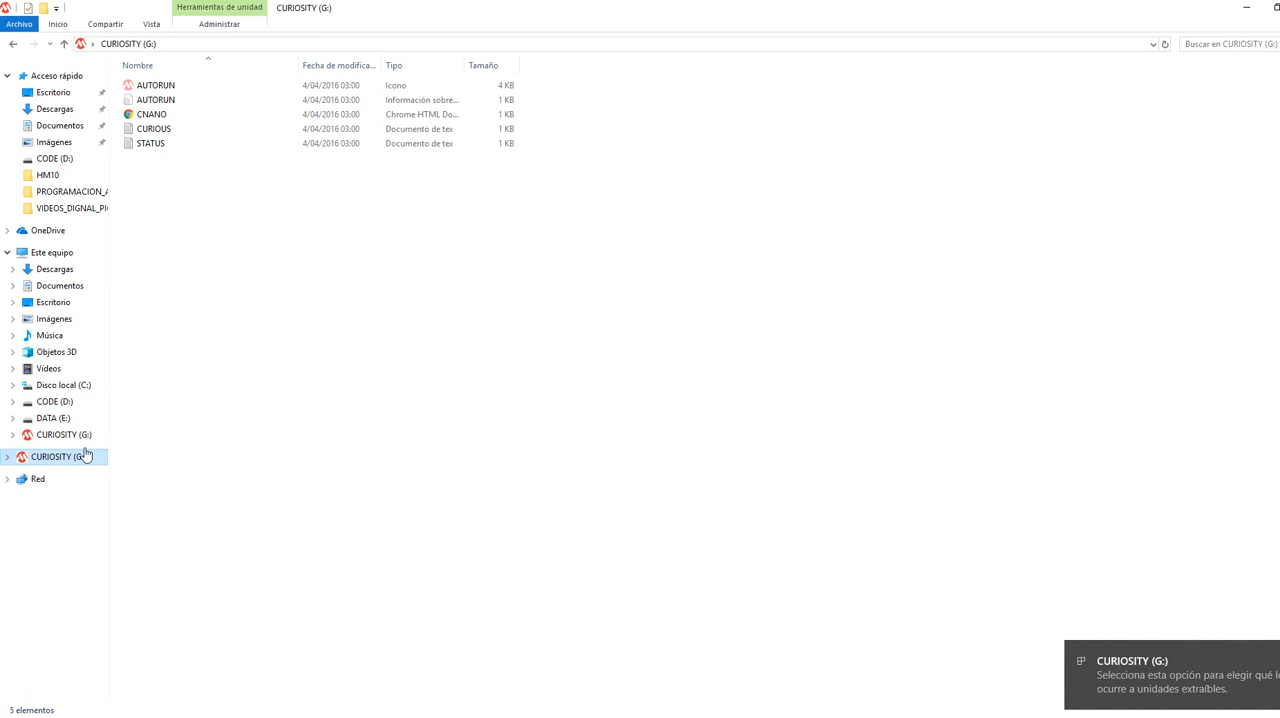 Herramientas de unidad
CURIOSITY (G:)
Archivo
Inicio
Compartir
Vista
Administrar
CURIOSITY (G:)
Buscar en CURIOSITY (G:)
Nombre
Fecha de modifica...
Tipo
Tamaño
AUTORUN 4/04/2016 03:00 Icono 4 KB
AUTORUN 4/04/2016 03:00 Información sobre... 1 KB
CNANO 4/04/2016 03:00 Chrome HTML Do... 1 KB
CURIOUS 4/04/2016 03:00 Documento de tex 1 KB
STATUS 4/04/2016 03:00 Documento de tex 1 KB
Acceso rápido
Escritorio
Descargas
Documentos
Imágenes
CODE (D:)
HM10
PROGRAMACION_A
VIDEOS_DIGNAL_PI
OneDrive
Este equipo
Descargas
Documentos
Escritorio
Imágenes
Música
Objetos 3D
Vídeos
Disco local (C:)
CODE (D:)
DATA (E:)
CURIOSITY (G:)
CURIOSITY (G:
Red
CURIOSITY (G:)
Selecciona esta opción para elegir qué
ocurre a unidades extraíbles.
5 elementos